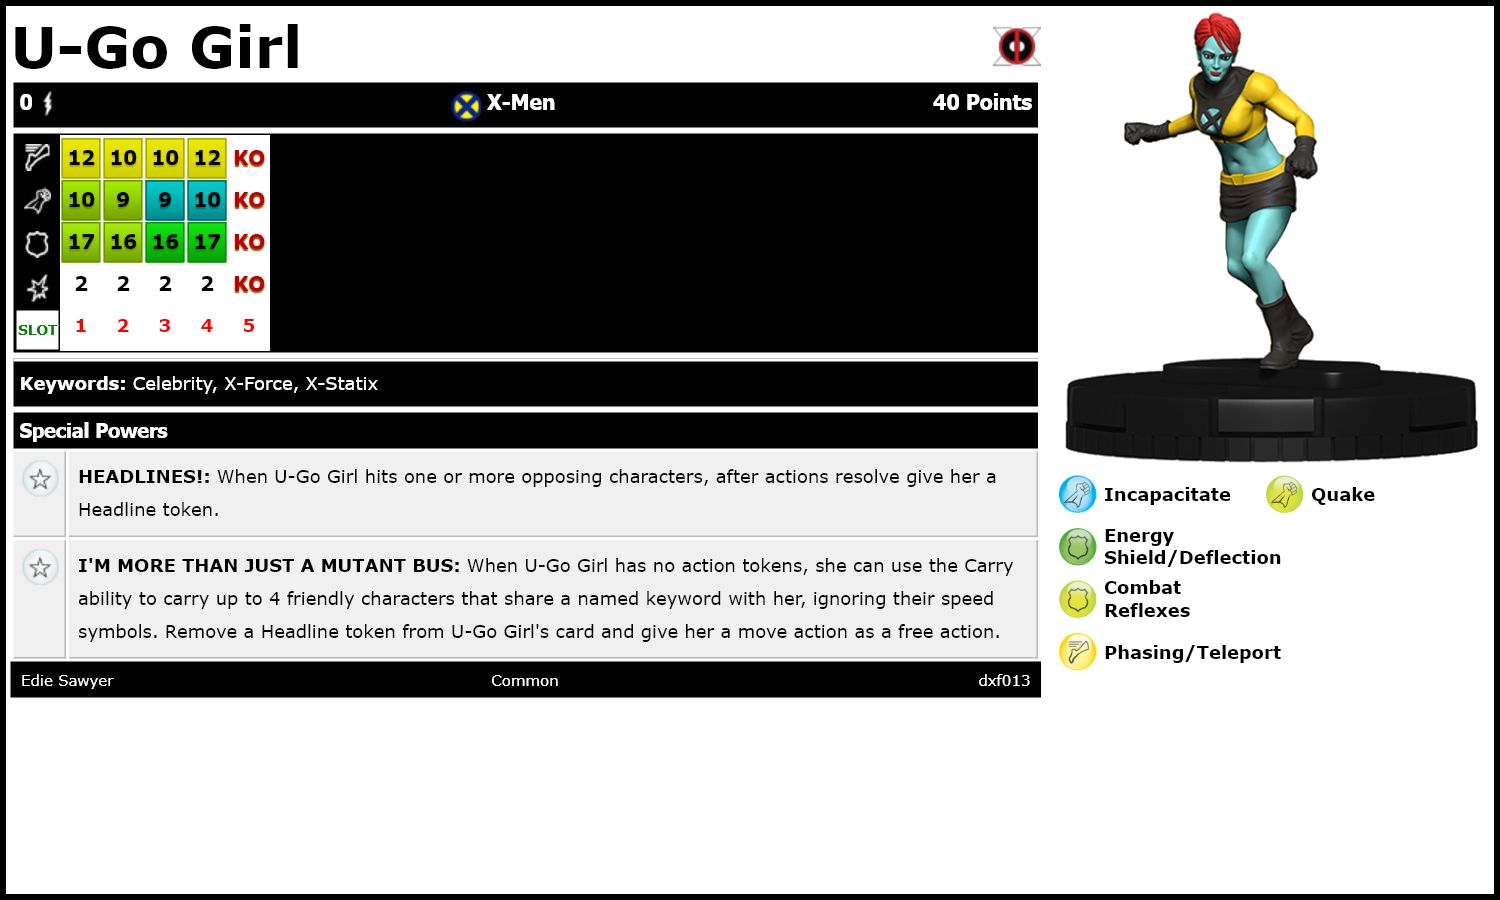 U-Go Girl
0 X-Men 40 Points
12 10 10 12 KO
10 9 9 10 KO
17 16 16 17 KO
2 2 2 2 KO
SLOT 1 2 3 4 5
Keywords: Celebrity, X-Force, X-Statix
Special Powers
HEADLINES!: When U-Go Girl hits one or more opposing characters, after actions resolve give her a
Headline token.
I'M MORE THAN JUST A MUTANT BUS: When U-Go Girl has no action tokens, she can use the Carry
ability to carry up to 4 friendly characters that share a named keyword with her, ignoring their speed
symbols. Remove a Headline token from U-Go Girl's card and give her a move action as a free action.
Edie Sawyer Common dxf013
Incapacitate Quake
Energy
Shield/Deflection
Combat
Reflexes
Phasing/Teleport